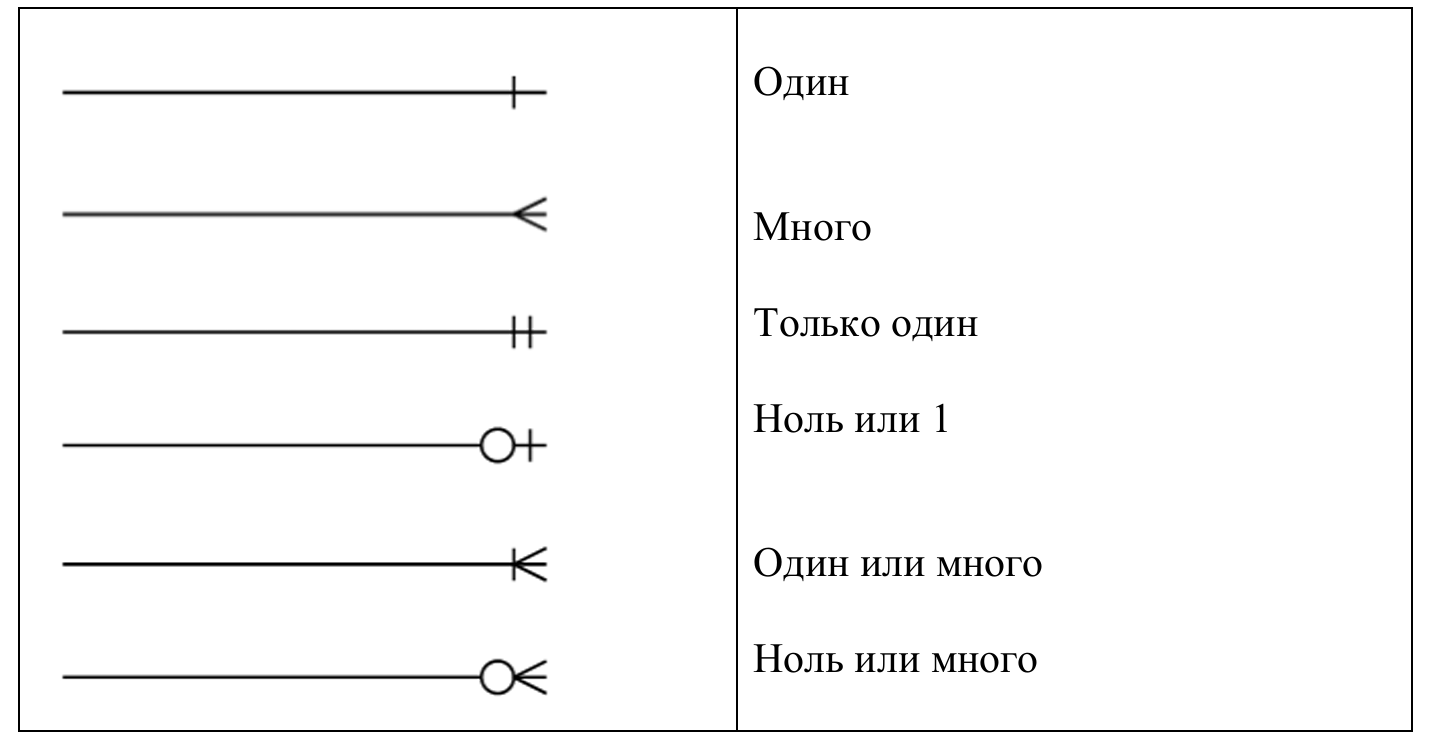 Один
Много
Только один
Ноль или 1
Один или много
Ноль или много